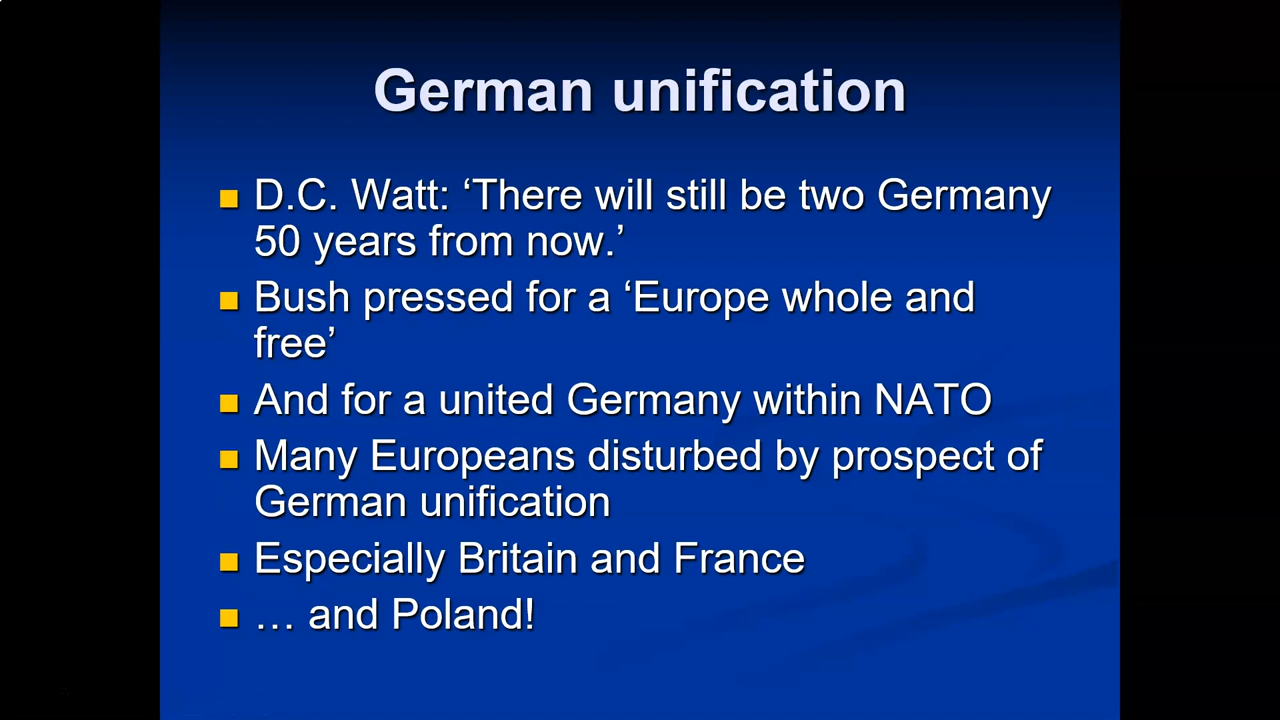 German unification
D.C. Watt: ‘There will still be two Germany
50 years from now.’
Bush pressed for a ‘Europe whole and
free’
And for a united Germany within NATO
Many Europeans disturbed by prospect of
German unification
Especially Britain and France
… and Poland!